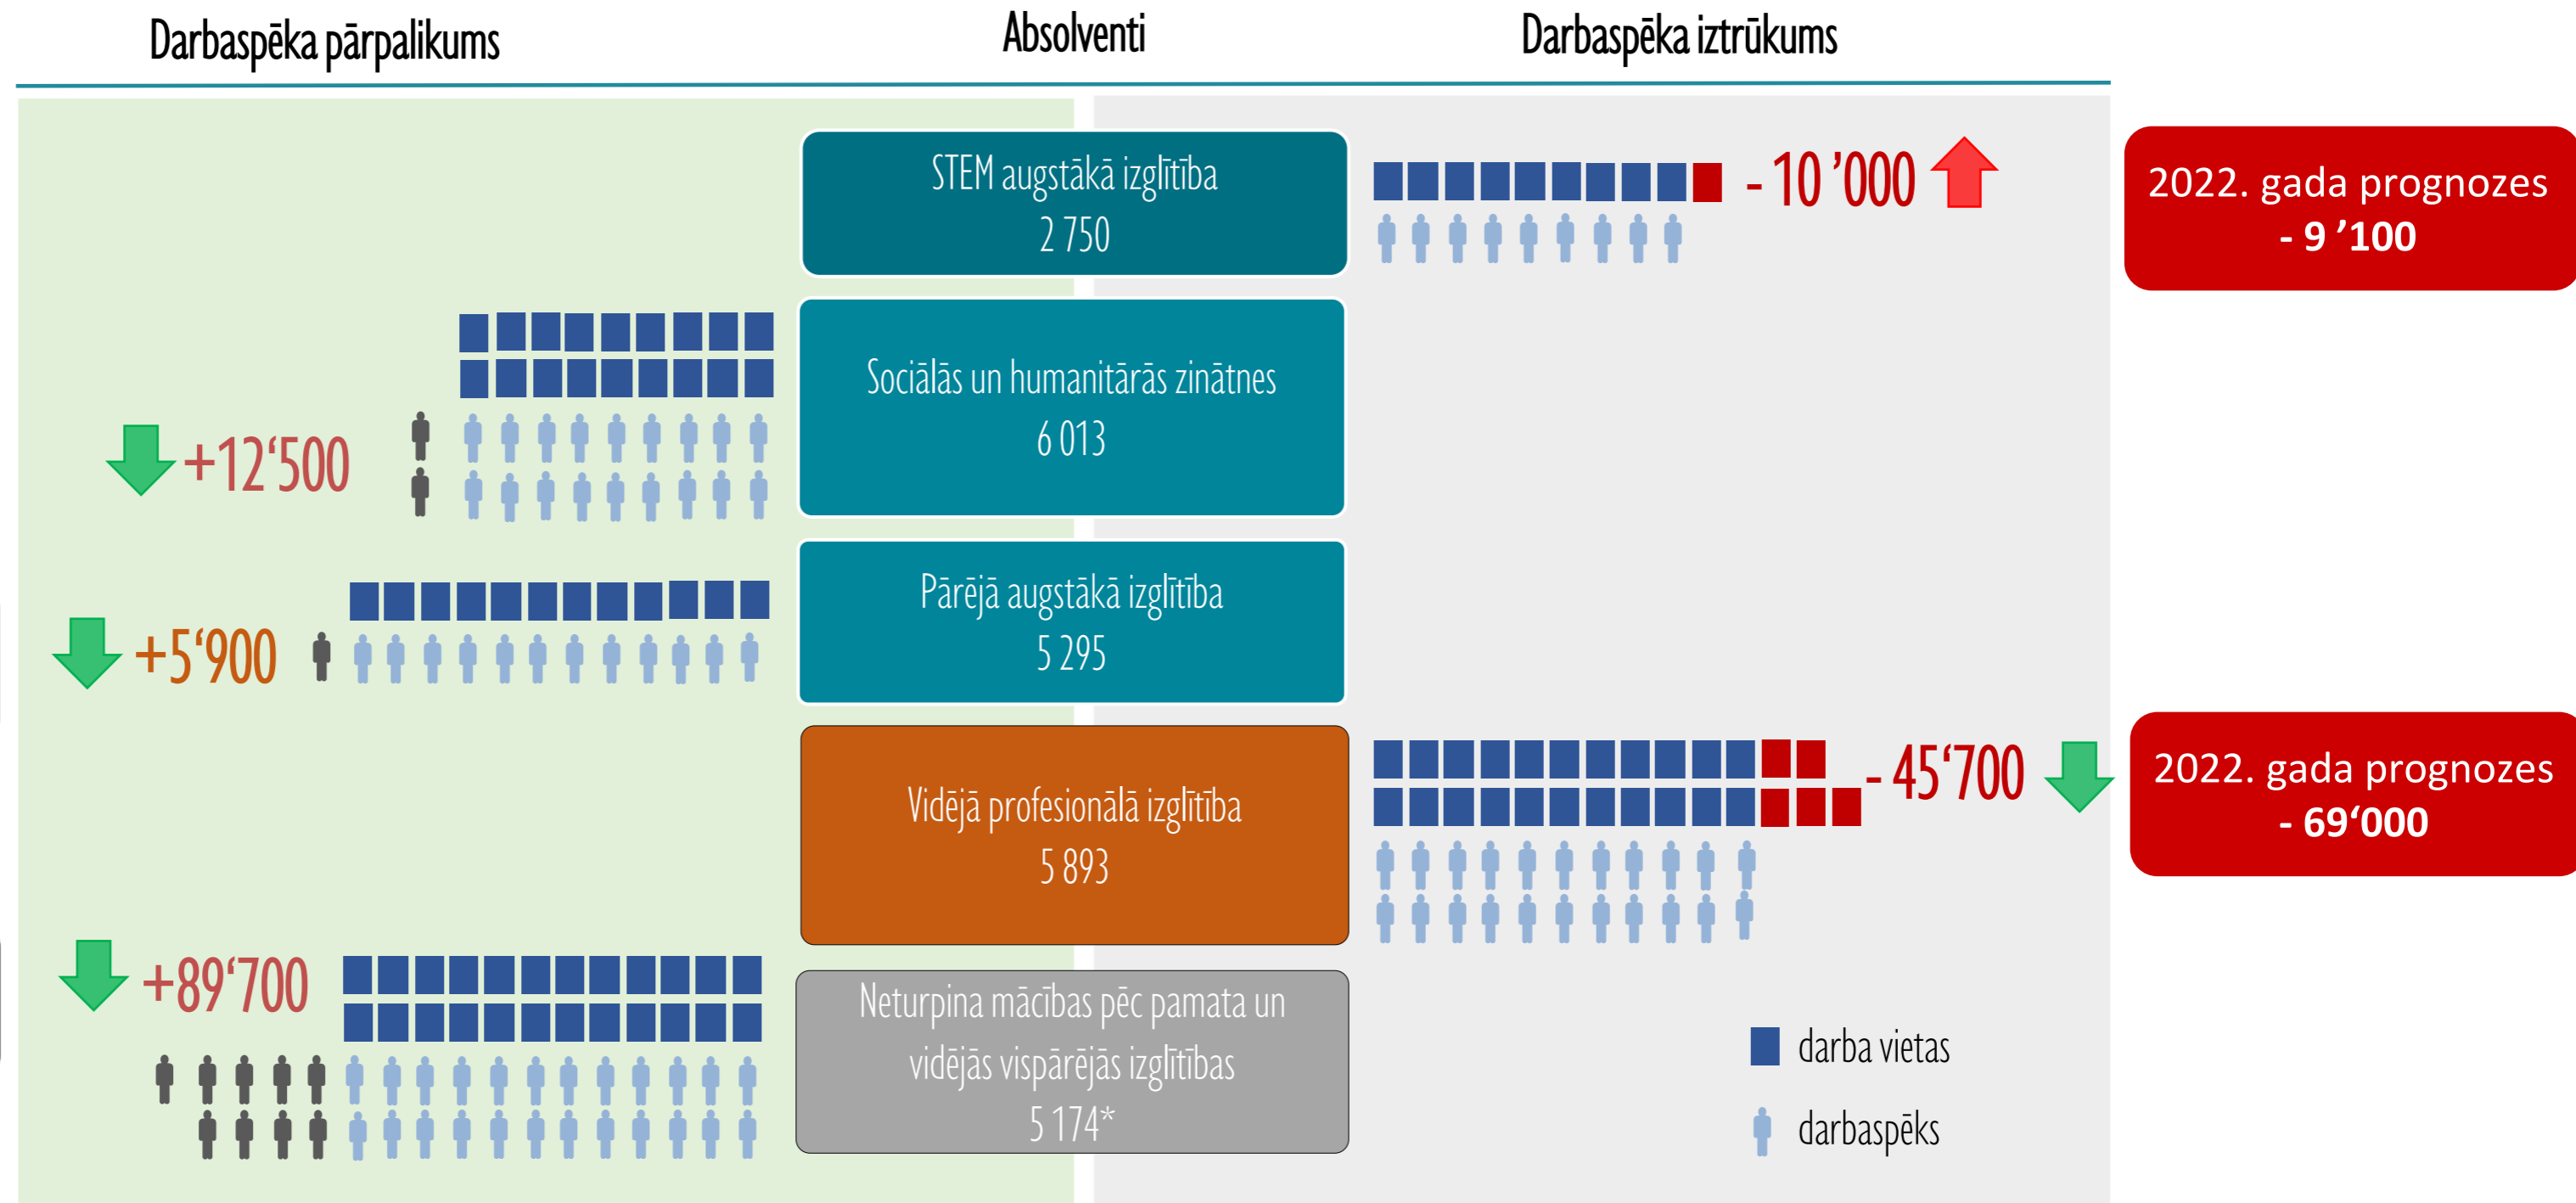 Darbaspēka pārpalikums
Absolventi
Darbaspēka iztrūkums
STEM augstākā izglītība
2 750
- 10 ’000
2022. gada prognozes
- 9 ’100
Sociālās un humanitārās zinātnes
6 013
+12‘500
Pārējā augstākā izglītība
5 295
+5‘900
Vidējā profesionālā izglītība
5 893
- 45‘700
2022. gada prognozes
- 69‘000
+89‘700
Neturpina mācības pēc pamata un
vidējās vispārējās izglītības
5 174*
darba vietas
darbaspēks